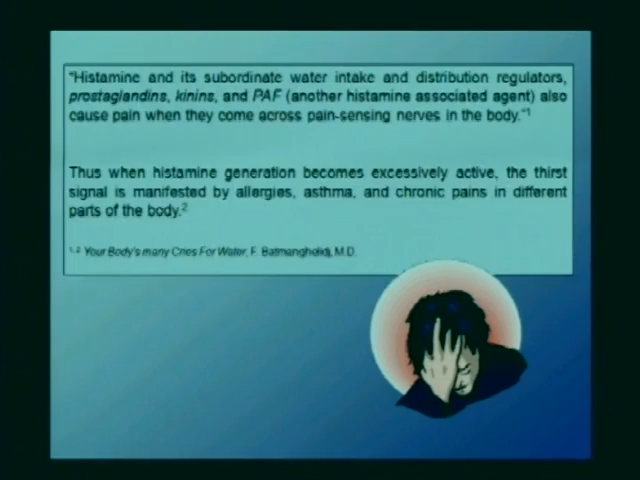 "Histamine and its subordinate water intake and distribution regulators,
prostaglandins, kinins, and PAF (another histamine associated agent) also
cause pain when they come across pain-sensing nerves in the body."1
Thus when histamine generation becomes excessively active, the thirst
signal is manifested by allergies, asthma, and chronic pains in different
parts of the body.2
1, 2 Your Body's many Cries For Water, F. Batmanghelidj, M.D.